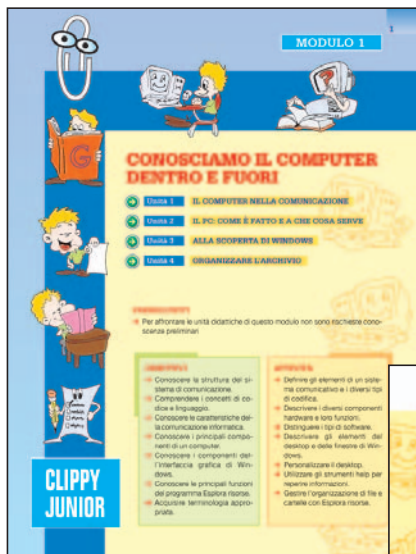 1
MODULO 1
G
CONOSCIAMO IL COMPUTER
DENTRO E FUORI
Unità 1 IL COMPUTER NELLA COMUNICAZIONE
Unità 2 IL PC: COME È FATTO E A CHE COSA SERVE
Unità 3 ALLA SCOPERTA DI WINDOWS
Unità 4 ORGANIZZARE L'ARCHIVIO
PREREQUISITI
Per affrontare le unità didattiche di questo modulo non sono richieste cono-
scenze preliminari
OBIETTIVI
Conoscere la struttura del si-
stema di comunicazione.
Comprendere i concetti di co-
dice e linguaggio.
Conoscere le caratteristiche del-
la comunicazione informatica.
Conoscere i principali compo-
nenti di un computer.
Conoscere i componenti del-
l'interfaccia grafica di Win-
dows.
Conoscere le principali funzioni
del programma Esplora risorse.
Acquisire terminologia appro-
priata.
ATTIVITÀ
Definire gli elementi di un siste-
ma comunicativo e i diversi tipi
di codifica.
Descrivere i diversi componenti
hardware e loro funzioni.
Distinguere i tipi di software.
Descrivere gli elementi del
desktop e delle finestre di Win-
dows.
Personalizzare il desktop.
Utilizzare gli strumenti help per
reperire informazioni.
Gestire l'organizzazione di file e
cartelle con Esplora risorse.
CLIPPY
JUNIOR